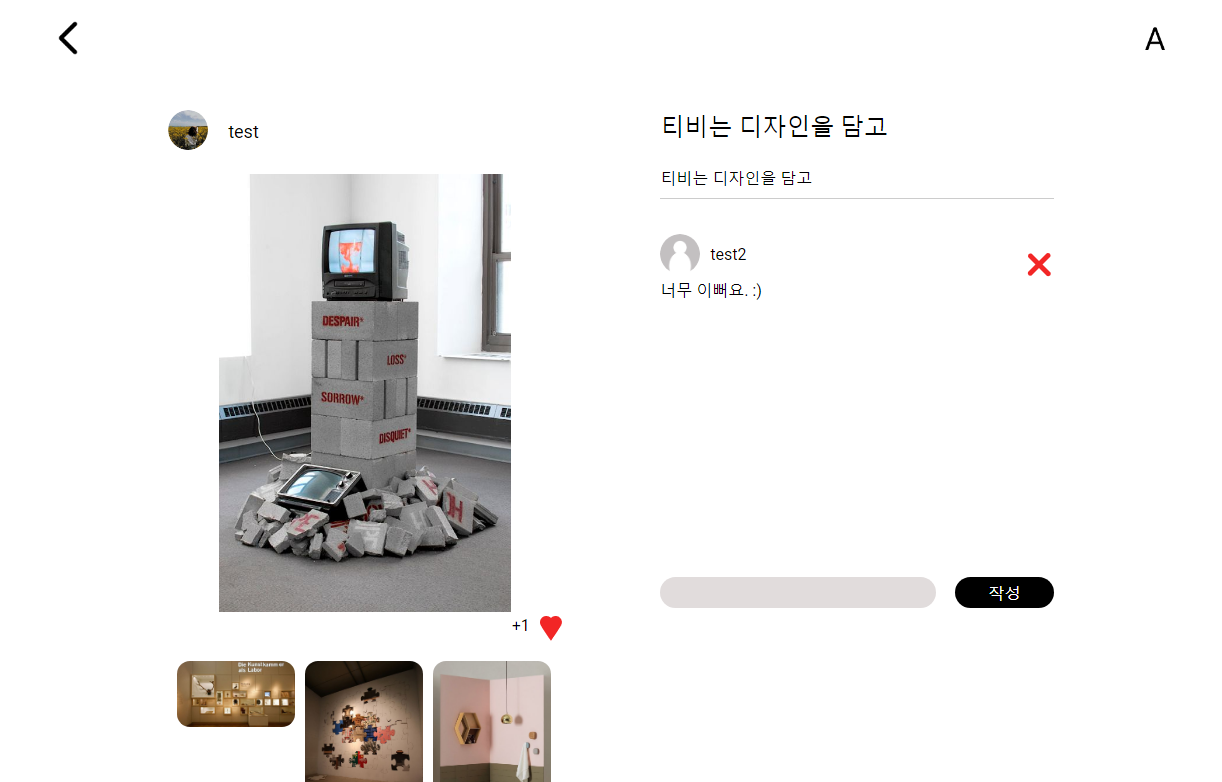 A
test
티비는 디자인을 담고
티비는 디자인을 담고
test2
너무 이뻐요. :)
DESPAIR*
LOSS*
SORROW*
DISQUIET*
작성
+1
Die Kunstkammer
als Labor